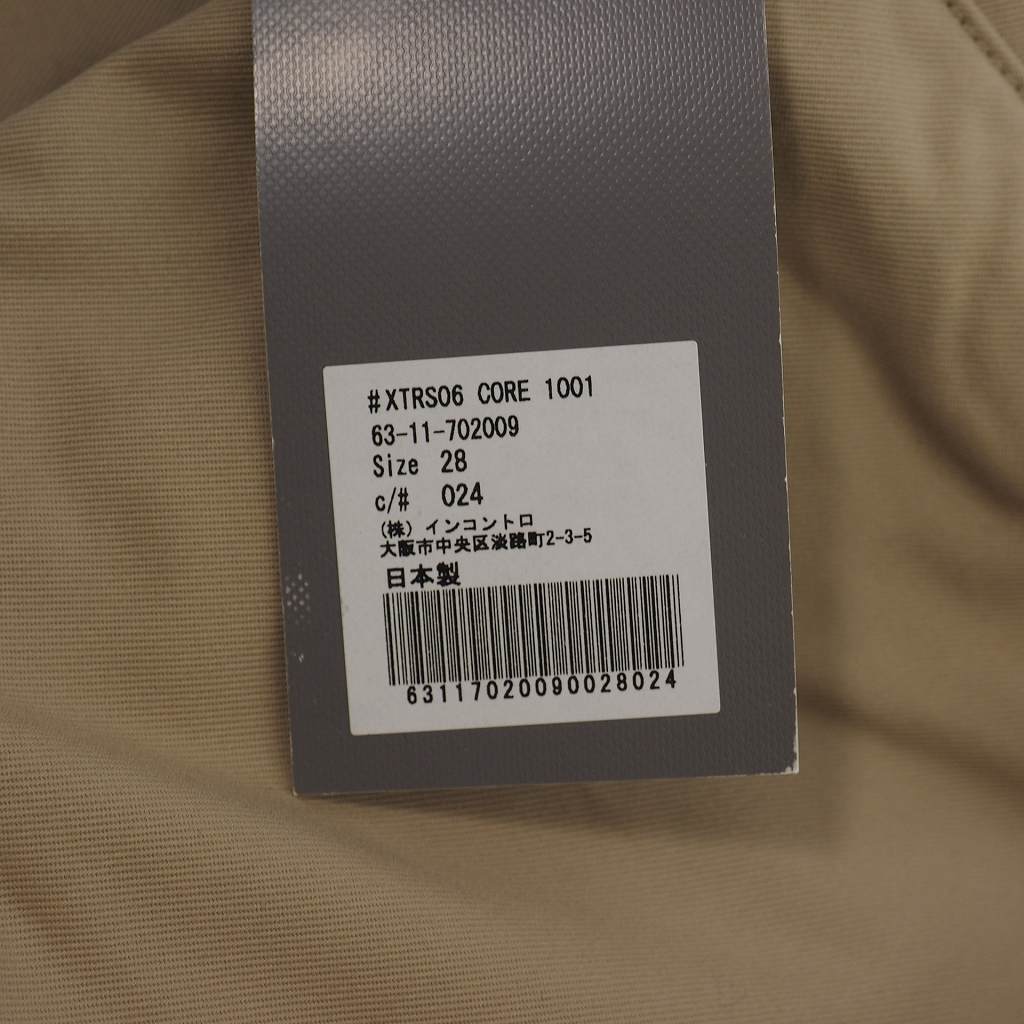 #XTRS06 CORE 1001
63-11-702009
Size 28
c/# 024
(株) インコントロ
大阪市中央区淡路町2-3-5
日本製
63117020090028024